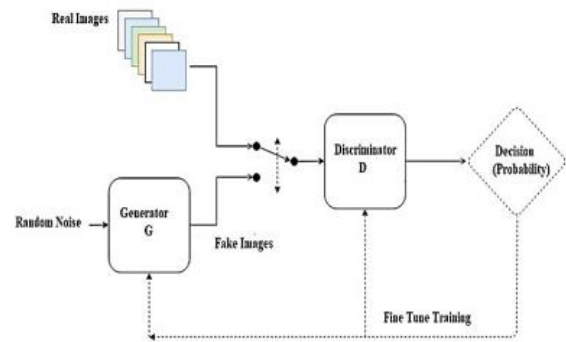 Real Images
Discriminator
D
Decision
(Probability)
Generator
G
Random Noise
Fake Images
Fine Tune Training